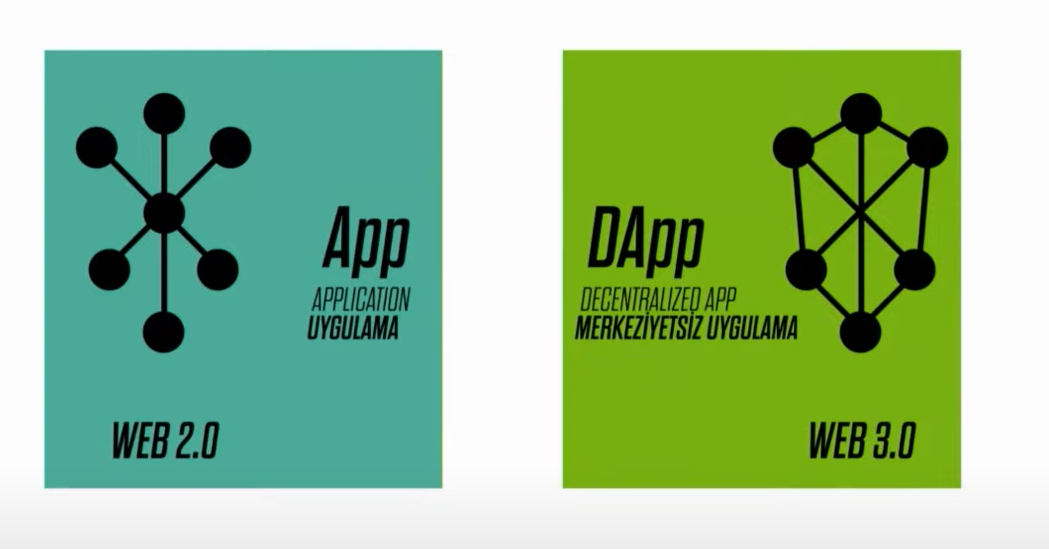 App
APPLICATION
UYGULAMA
WEB 2.0
DApp
DECENTRALIZED APP
MERKEZİYETSİZ UYGULAMA
WEB 3.0